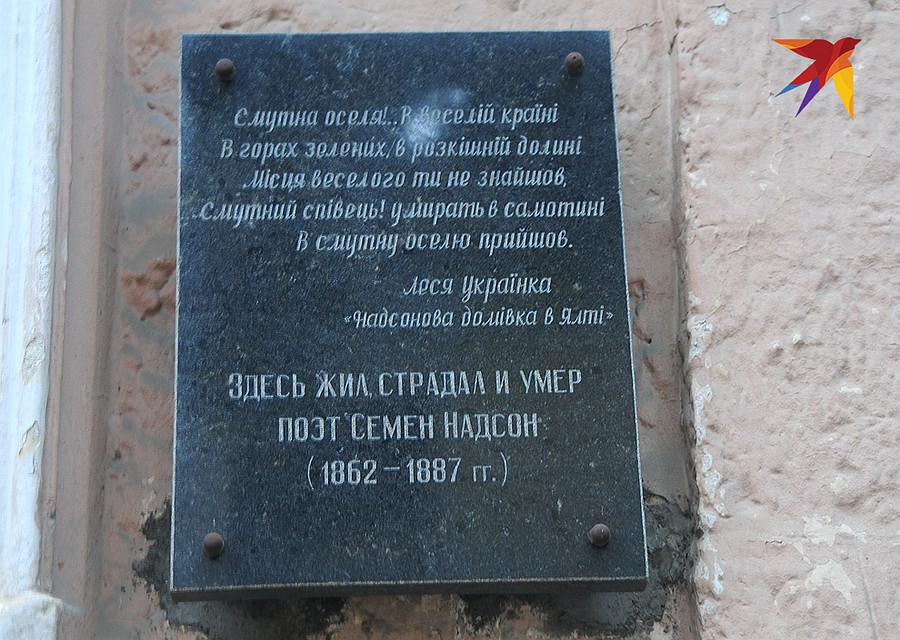 Смутна оселя!..В веселій країні
В горах зелених, в розкішній долині
Місця веселого ти не знайшов,
Смутний співець! умирать в самотині
В смутну оселю прийшов.
Леся Українка
«Надсонова домівка в Ялті»
Здесь жил, страдал и умер
поэт Семен Надсон
(1862 – 1887 гг.)